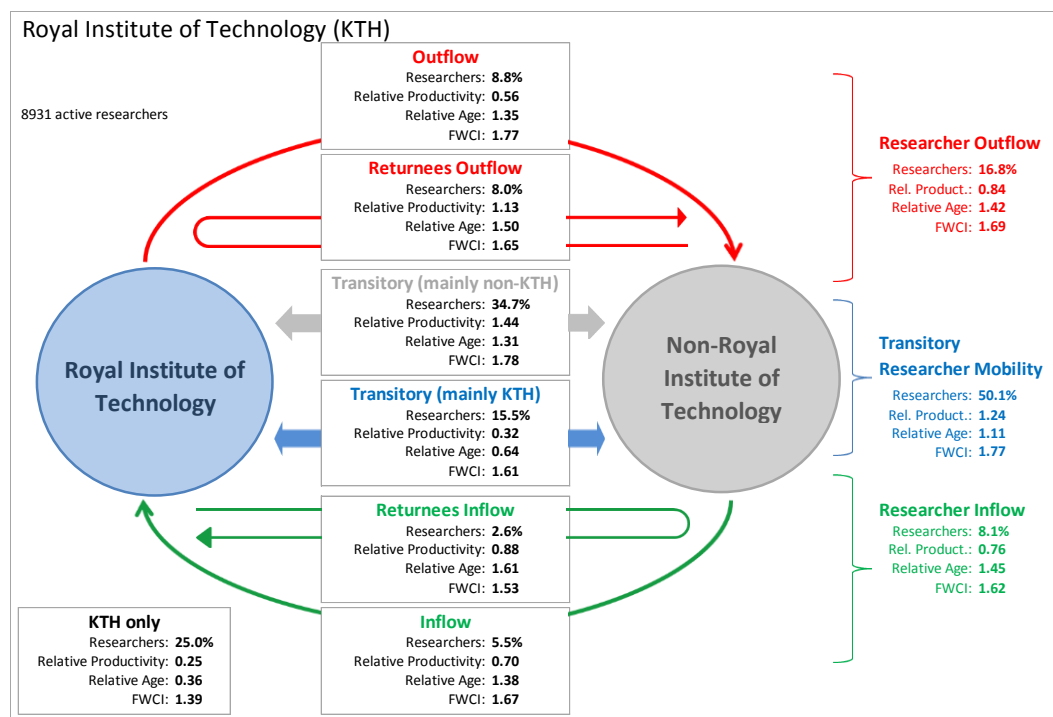 Royal Institute of Technology (KTH)
8931 active researchers
Outflow
Researchers: 8.8%
Relative Productivity: 0.56
Relative Age: 1.35
FWCI: 1.77
Returnees Outflow
Researchers: 8.0%
Relative Productivity: 1.13
Relative Age: 1.50
FWCI: 1.65
Transitory (mainly non-KTH)
Researchers: 34.7%
Relative Productivity: 1.44
Relative Age: 1.31
FWCI: 1.78
Transitory (mainly KTH)
Researchers: 15.5%
Relative Productivity: 0.32
Relative Age: 0.64
FWCI: 1.61
Returnees Inflow
Researchers: 2.6%
Relative Productivity: 0.88
Relative Age: 1.61
FWCI: 1.53
Inflow
Researchers: 5.5%
Relative Productivity: 0.70
Relative Age: 1.38
FWCI: 1.67
Royal Institute of
Technology
Non-Royal
Institute of
Technology
KTH only
Researchers: 25.0%
Relative Productivity: 0.25
Relative Age: 0.36
FWCI: 1.39
Researcher Outflow
Researchers: 16.8%
Rel. Product.: 0.84
Relative Age: 1.42
FWCI: 1.69
Transitory
Researcher Mobility
Researchers: 50.1%
Rel. Product.: 1.24
Relative Age: 1.11
FWCI: 1.77
Researcher Inflow
Researchers: 8.1%
Rel. Product.: 0.76
Relative Age: 1.45
FWCI: 1.62